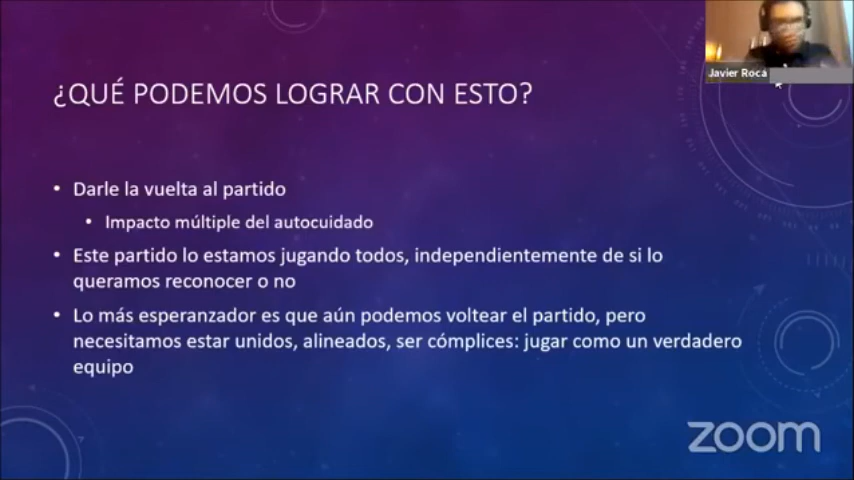 Javier Roca
¿QUÉ PODEMOS LOGRAR CON ESTO?
• Darle la vuelta al partido
• Impacto múltiple del autocuidado
• Este partido lo estamos jugando todos, independientemente de si lo
queramos reconocer o no
• Lo más esperanzador es que aún podemos voltear el partido, pero
necesitamos estar unidos, alineados, ser cómplices: jugar como un verdadero
equipo
zoom